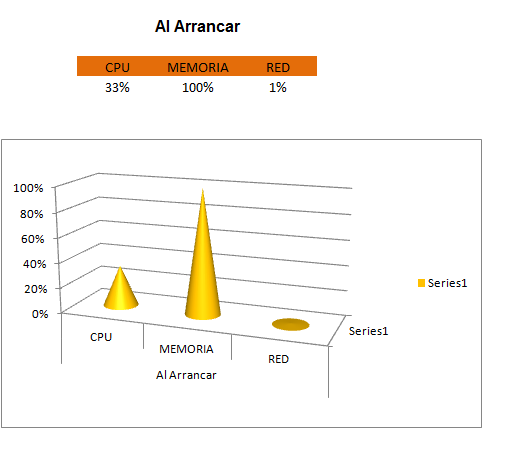 Al Arrancar
CPU MEMORIA RED
33% 100% 1%
100%
80%
60%
40%
20%
0%
CPU
MEMORIA
RED
Al Arrancar
Series1
Series1